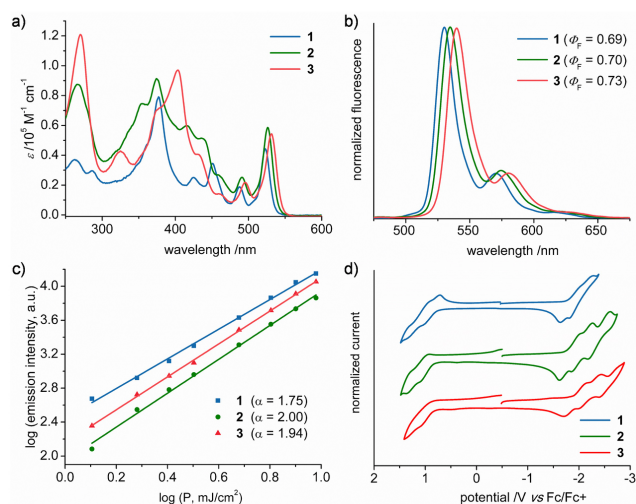 a)
1
2
3
ε /10⁵ M⁻¹ cm⁻¹
1.2
1.0
0.8
0.6
0.4
0.2
0.0
300
400
500
600
wavelength /nm
b)
1 (ΦF = 0.69)
2 (ΦF = 0.70)
3 (ΦF = 0.73)
normalized fluorescence
500
550
600
650
wavelength /nm
c)
log (emission intensity, a.u.)
4.0
3.6
3.2
2.8
2.4
2.0
1 (α = 1.75)
2 (α = 2.00)
3 (α = 1.94)
0.0
0.2
0.4
0.6
0.8
1.0
log (P, mJ/cm²)
d)
normalized current
1
2
3
2
1
0
-1
-2
-3
potential /V vs Fc/Fc+